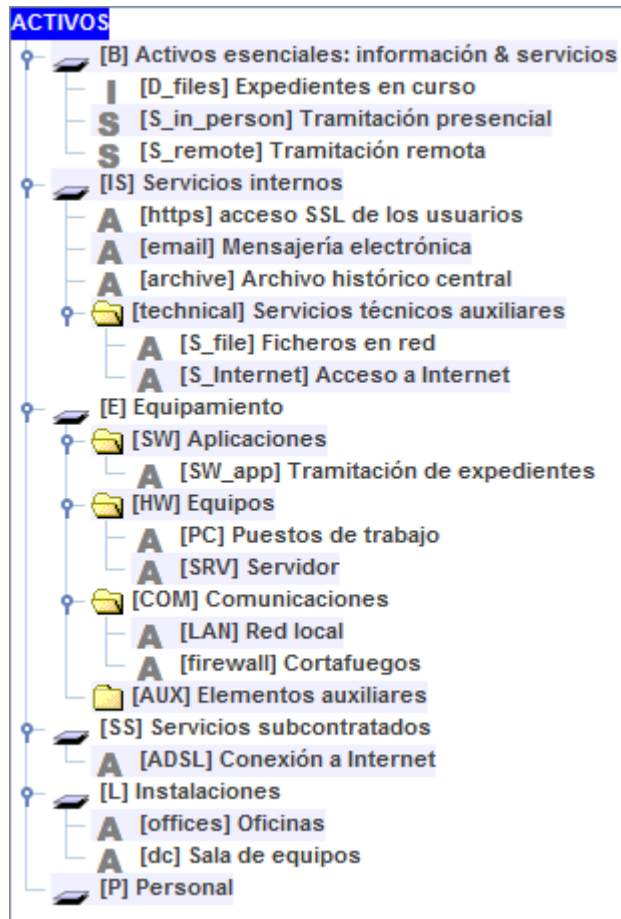 ACTIVOS
[B] Activos esenciales: información & servicios
I [D_files] Expedientes en curso
S [S_in_person] Tramitación presencial
S [S_remote] Tramitación remota
[IS] Servicios internos
A [https] acceso SSL de los usuarios
A [email] Mensajería electrónica
A [archive] Archivo histórico central
[technical] Servicios técnicos auxiliares
A [S_file] Ficheros en red
A [S_Internet] Acceso a Internet
[E] Equipamiento
[SW] Aplicaciones
A [SW_app] Tramitación de expedientes
[HW] Equipos
A [PC] Puestos de trabajo
A [SRV] Servidor
[COM] Comunicaciones
A [LAN] Red local
A [firewall] Cortafuegos
[AUX] Elementos auxiliares
[SS] Servicios subcontratados
A [ADSL] Conexión a Internet
[L] Instalaciones
A [offices] Oficinas
A [dc] Sala de equipos
[P] Personal